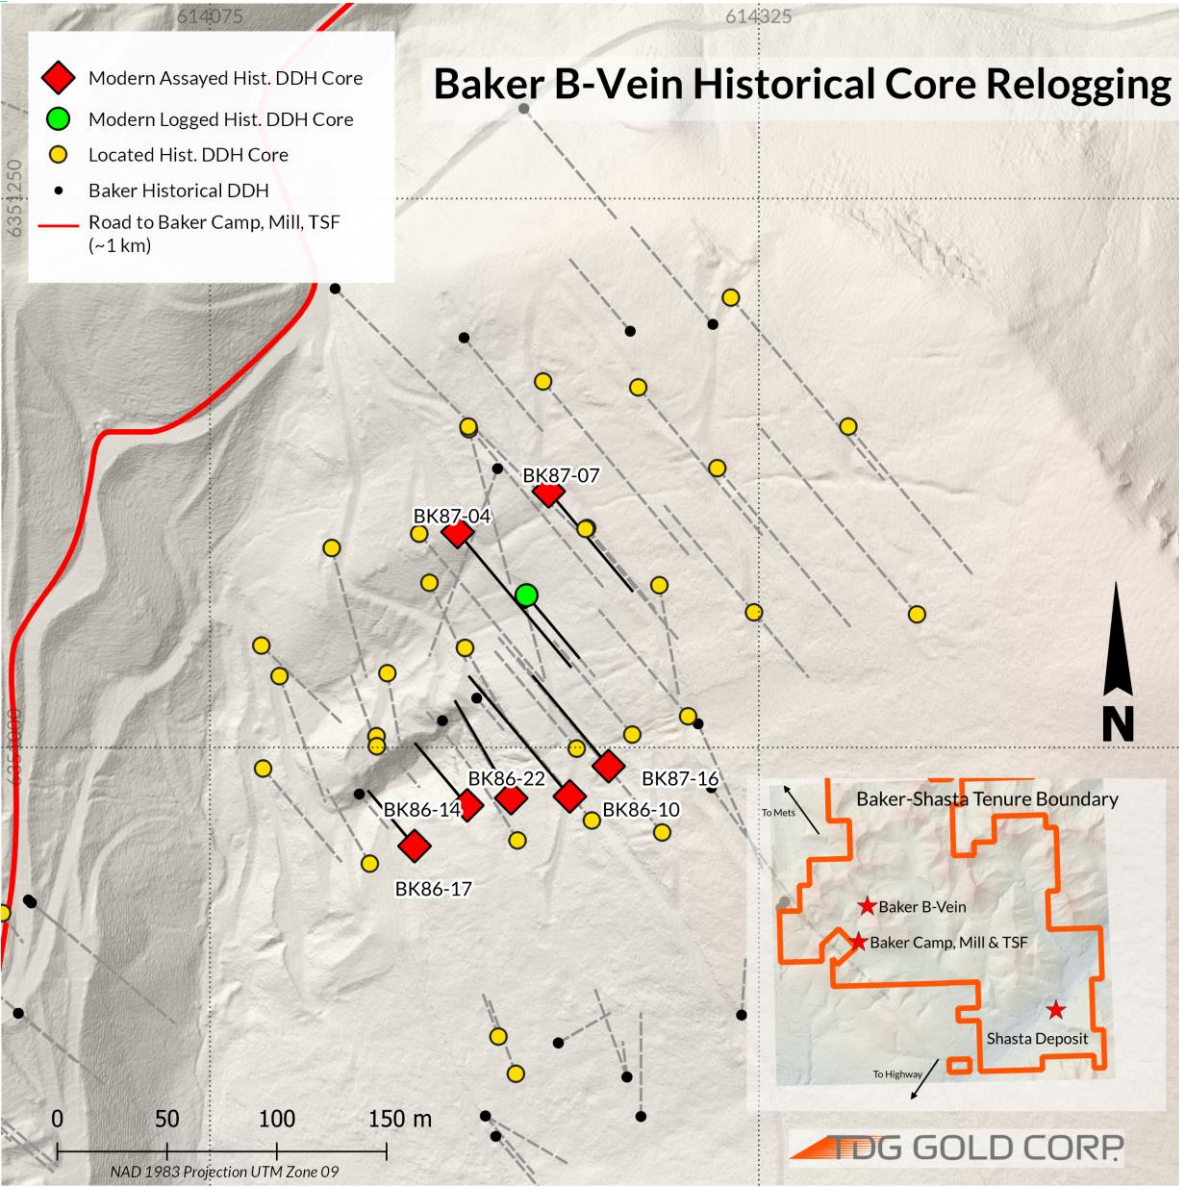 614075
614325
Baker B-Vein Historical Core Relogging
Modern Assayed Hist. DDH Core
Modern Logged Hist. DDH Core
Located Hist. DDH Core
Baker Historical DDH
Road to Baker Camp, Mill, TSF
(~1 km)
6351250
BK87-07
BK87-04
6351000
N
BK86-22
BK87-16
BK86-14
BK86-10
BK86-17
Baker-Shasta Tenure Boundary
To Mets
Baker B-Vein
Baker Camp, Mill & TSF
Shasta Deposit
To Highway
0 50 100 150 m
NAD 1983 Projection UTM Zone 09
TDG GOLD CORP.